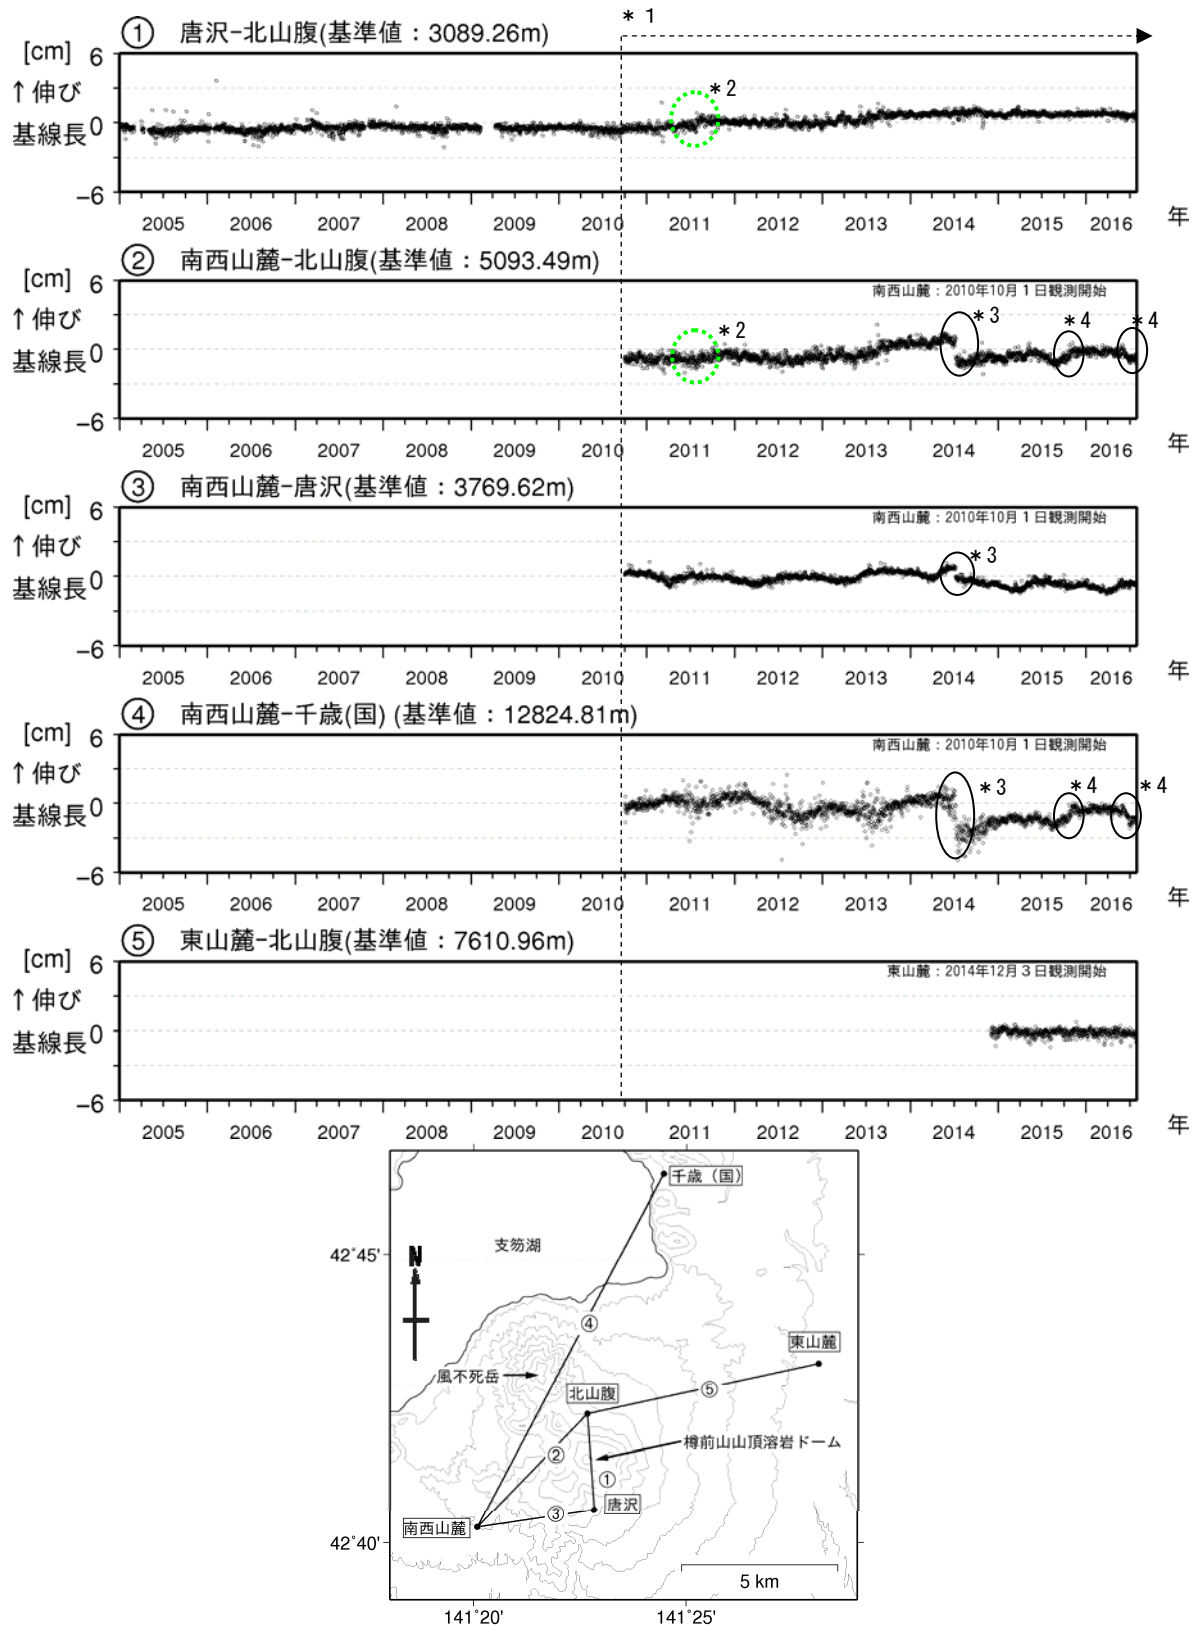 ＊1
① 唐沢−北山腹(基準値：3089.26m)
[cm]
6
↑伸び
0
基線長
−6
2005 2006 2007 2008 2009 2010 2011 2012 2013 2014 2015 2016 年
＊2
② 南西山麓−北山腹(基準値：5093.49m)
[cm]
6
南西山麓：2010年10月1日観測開始
↑伸び
0
基線長
−6
2005 2006 2007 2008 2009 2010 2011 2012 2013 2014 2015 2016 年
＊2 ＊3 ＊4 ＊4
③ 南西山麓−唐沢(基準値：3769.62m)
[cm]
6
南西山麓：2010年10月1日観測開始
↑伸び
0
基線長
−6
2005 2006 2007 2008 2009 2010 2011 2012 2013 2014 2015 2016 年
＊3
④ 南西山麓−千歳(国) (基準値：12824.81m)
[cm]
6
南西山麓：2010年10月1日観測開始
↑伸び
0
基線長
−6
2005 2006 2007 2008 2009 2010 2011 2012 2013 2014 2015 2016 年
＊3 ＊4 ＊4
⑤ 東山麓−北山腹(基準値：7610.96m)
[cm]
6
東山麓：2014年12月3日観測開始
↑伸び
0
基線長
−6
2005 2006 2007 2008 2009 2010 2011 2012 2013 2014 2015 2016 年
千歳（国）
支笏湖
42˚45'
N
④
東山麓
風不死岳
北山腹
⑤
樽前山山頂溶岩ドーム
②
①
唐沢
③
南西山麓
42˚40'
5 km
141˚20' 141˚25'